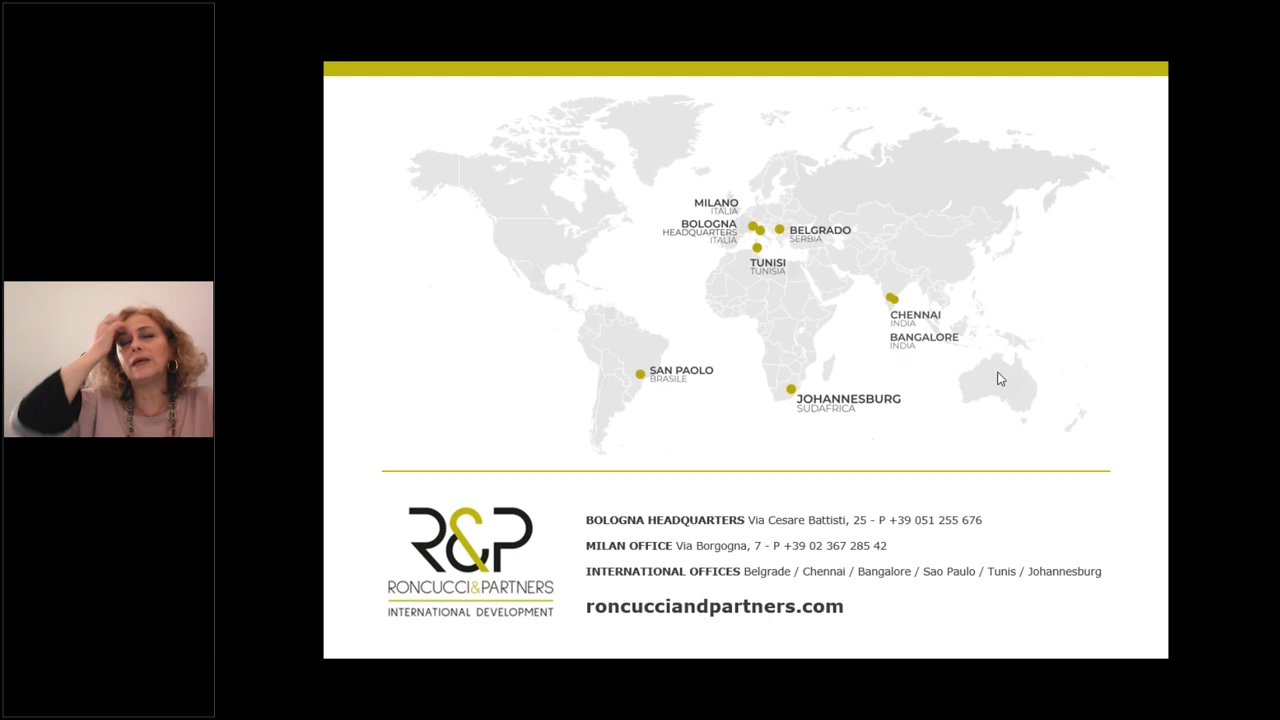 MILANO
ITALIA
BOLOGNA
HEADQUARTERS
ITALIA
BELGRADO
SERBIA
TUNISI
TUNISIA
CHENNAI
INDIA
BANGALORE
INDIA
SAN PAOLO
BRASILE
JOHANNESBURG
SUDAFRICA
R&P
RONCUCCI&PARTNERS
INTERNATIONAL DEVELOPMENT
BOLOGNA HEADQUARTERS Via Cesare Battisti, 25 - P +39 051 255 676
MILAN OFFICE Via Borgogna, 7 - P +39 02 367 285 42
INTERNATIONAL OFFICES Belgrade / Chennai / Bangalore / Sao Paulo / Tunis / Johannesburg
roncucciandpartners.com